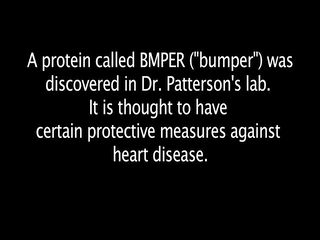 A protein called BMPER ("bumper") was
discovered in Dr. Patterson's lab.
It is thought to have
certain protective measures against
heart disease.